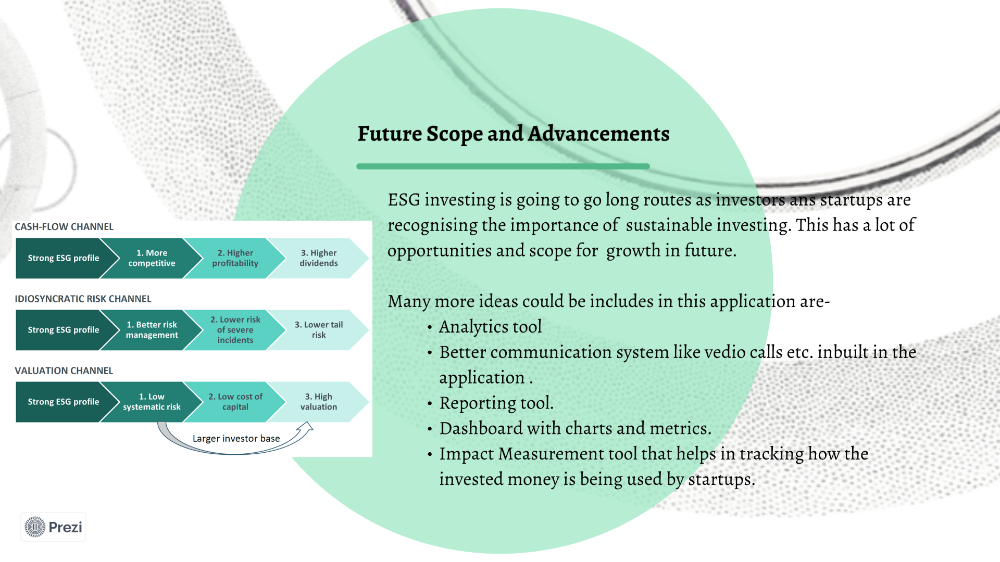 Future Scope and Advancements
ESG investing is going to go long routes as investors ans startups are
recognising the importance of sustainable investing. This has a lot of
opportunities and scope for growth in future.
Many more ideas could be includes in this application are-
• Analytics tool
• Better communication system like vedio calls etc. inbuilt in the
application .
• Reporting tool.
• Dashboard with charts and metrics.
• Impact Measurement tool that helps in tracking how the
invested money is being used by startups.
CASH-FLOW CHANNEL
Strong ESG profile
1. More
competitive
2. Higher
profitability
3. Higher
dividends
IDIOSYNCRATIC RISK CHANNEL
Strong ESG profile
1. Better risk
management
2. Lower risk
of severe
incidents
3. Lower tail
risk
VALUATION CHANNEL
Strong ESG profile
1. Low
systematic risk
2. Low cost of
capital
3. High
valuation
Larger investor base
Prezi